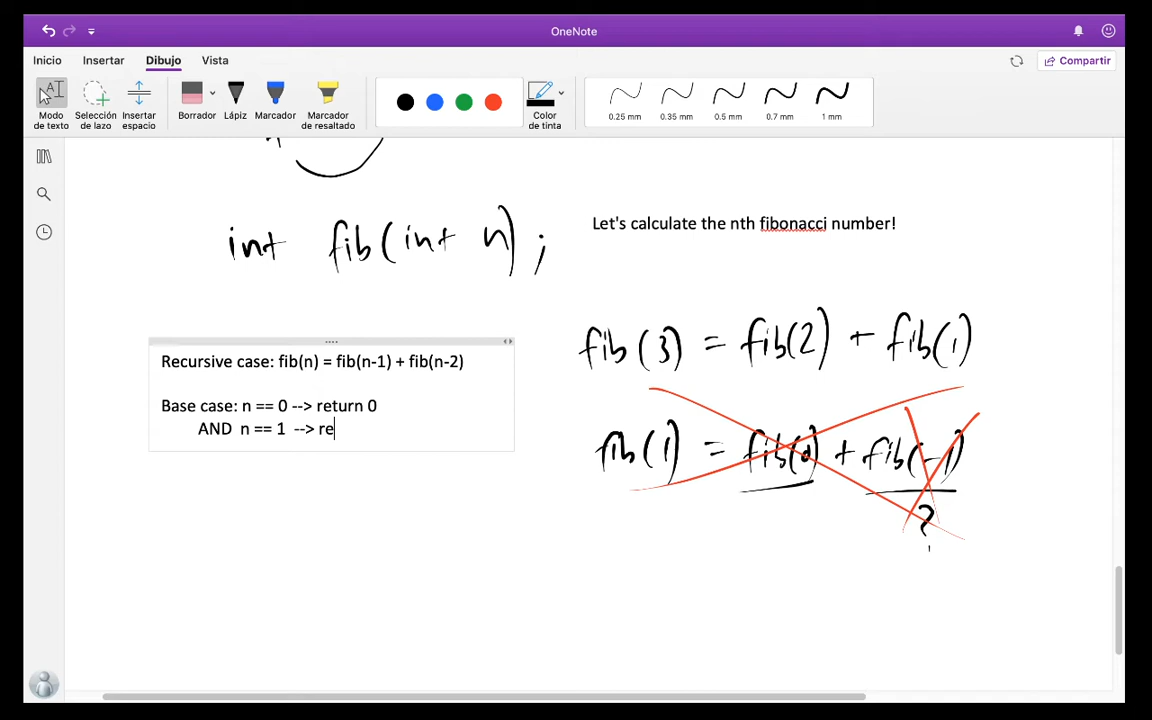 OneNote
Inicio Insertar Dibujo Vista
Compartir
Modo de texto
Selección de lazo
Insertar espacio
Borrador
Lápiz
Marcador
Marcador de resaltado
Color de tinta
0.25 mm 0.35 mm 0.5 mm 0.7 mm 1 mm
int fib(int n);
Let's calculate the nth fibonacci number!
fib(3) = fib(2) + fib(1)
Recursive case: fib(n) = fib(n-1) + fib(n-2)
Base case: n == 0 --> return 0
AND n == 1 --> re
fib(1) = fib(0) + fib(-1)
?